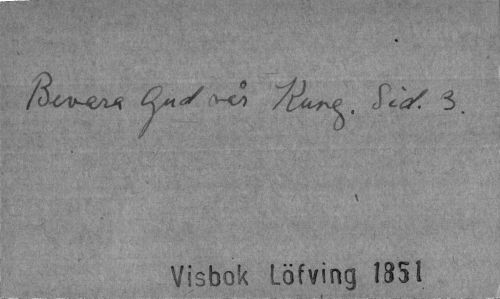 Bevara Gud vår Kung. Sid. 3.
Visbok Löfving 1851